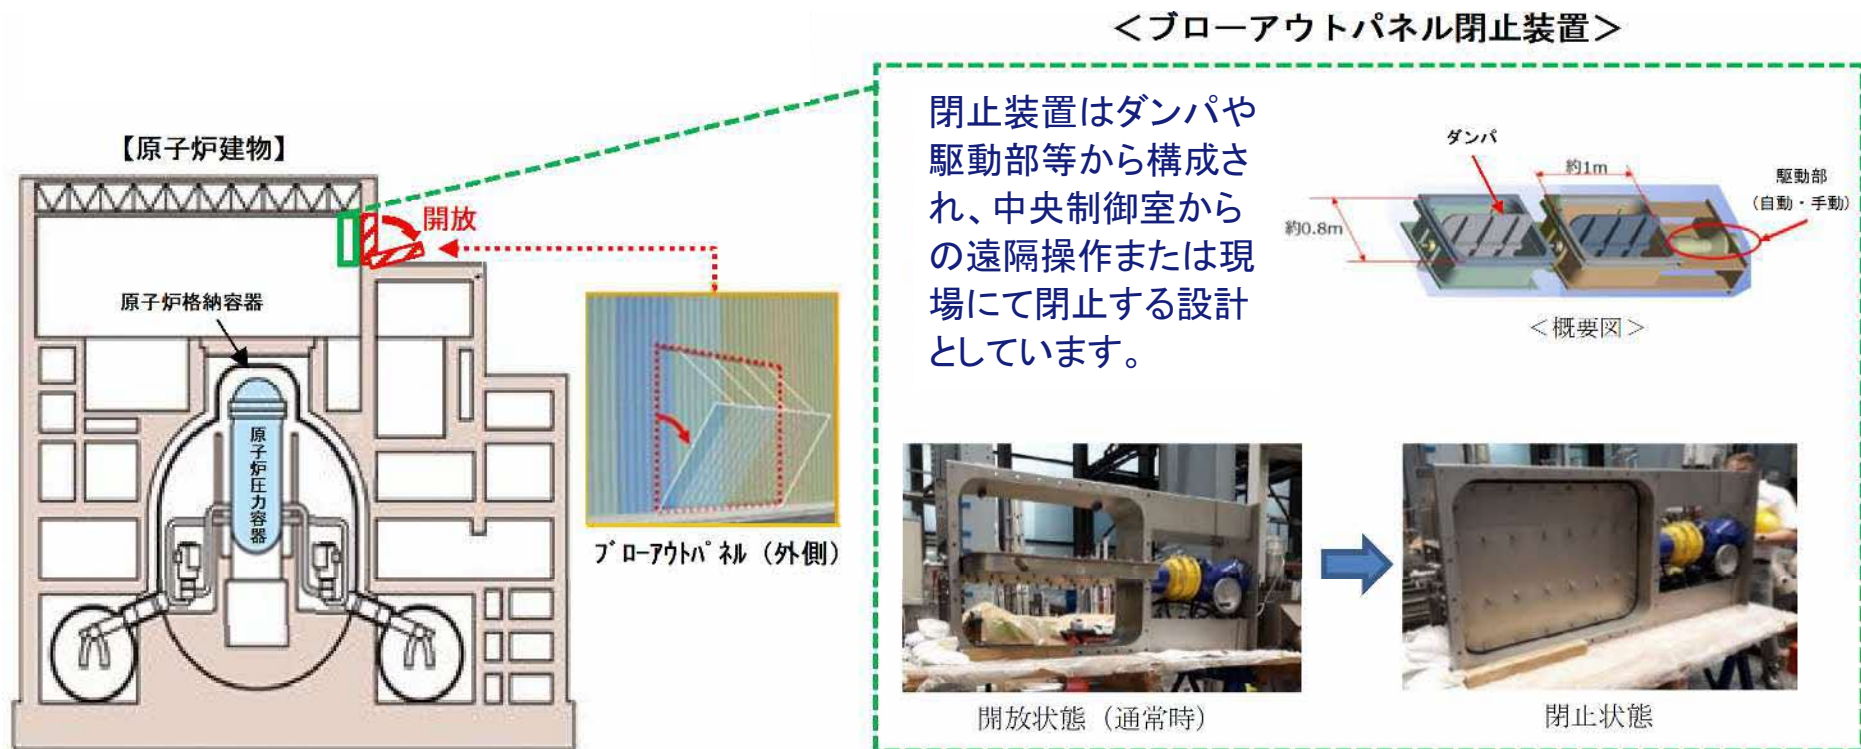 ＜ブローアウトパネル閉止装置＞
【原子炉建物】
開放
原子炉格納容器
原子炉圧力容器
ﾌﾞﾛｰｱｳﾄﾊﾟﾈﾙ（外側）
閉止装置はダンパや
駆動部等から構成さ
れ、中央制御室から
の遠隔操作または現
場にて閉止する設計
としています。
ダンパ
約1m
駆動部
（自動・手動）
約0.8m
＜概要図＞
開放状態（通常時）
閉止状態